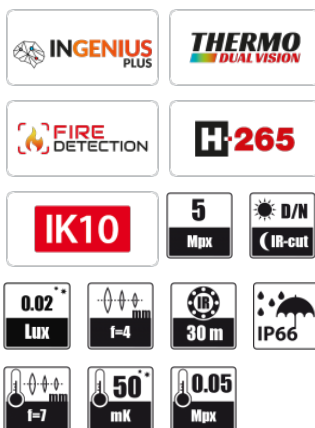 INGENIUS
PLUS
THERMO
DUAL VISION
FIRE
DETECTION
H·265
IK10
5
Mpx
D/N
IR-cut
0.02
Lux
mm
f=4
IR
30 m
IP66
mm
f=7
50
mK
0.05
Mpx